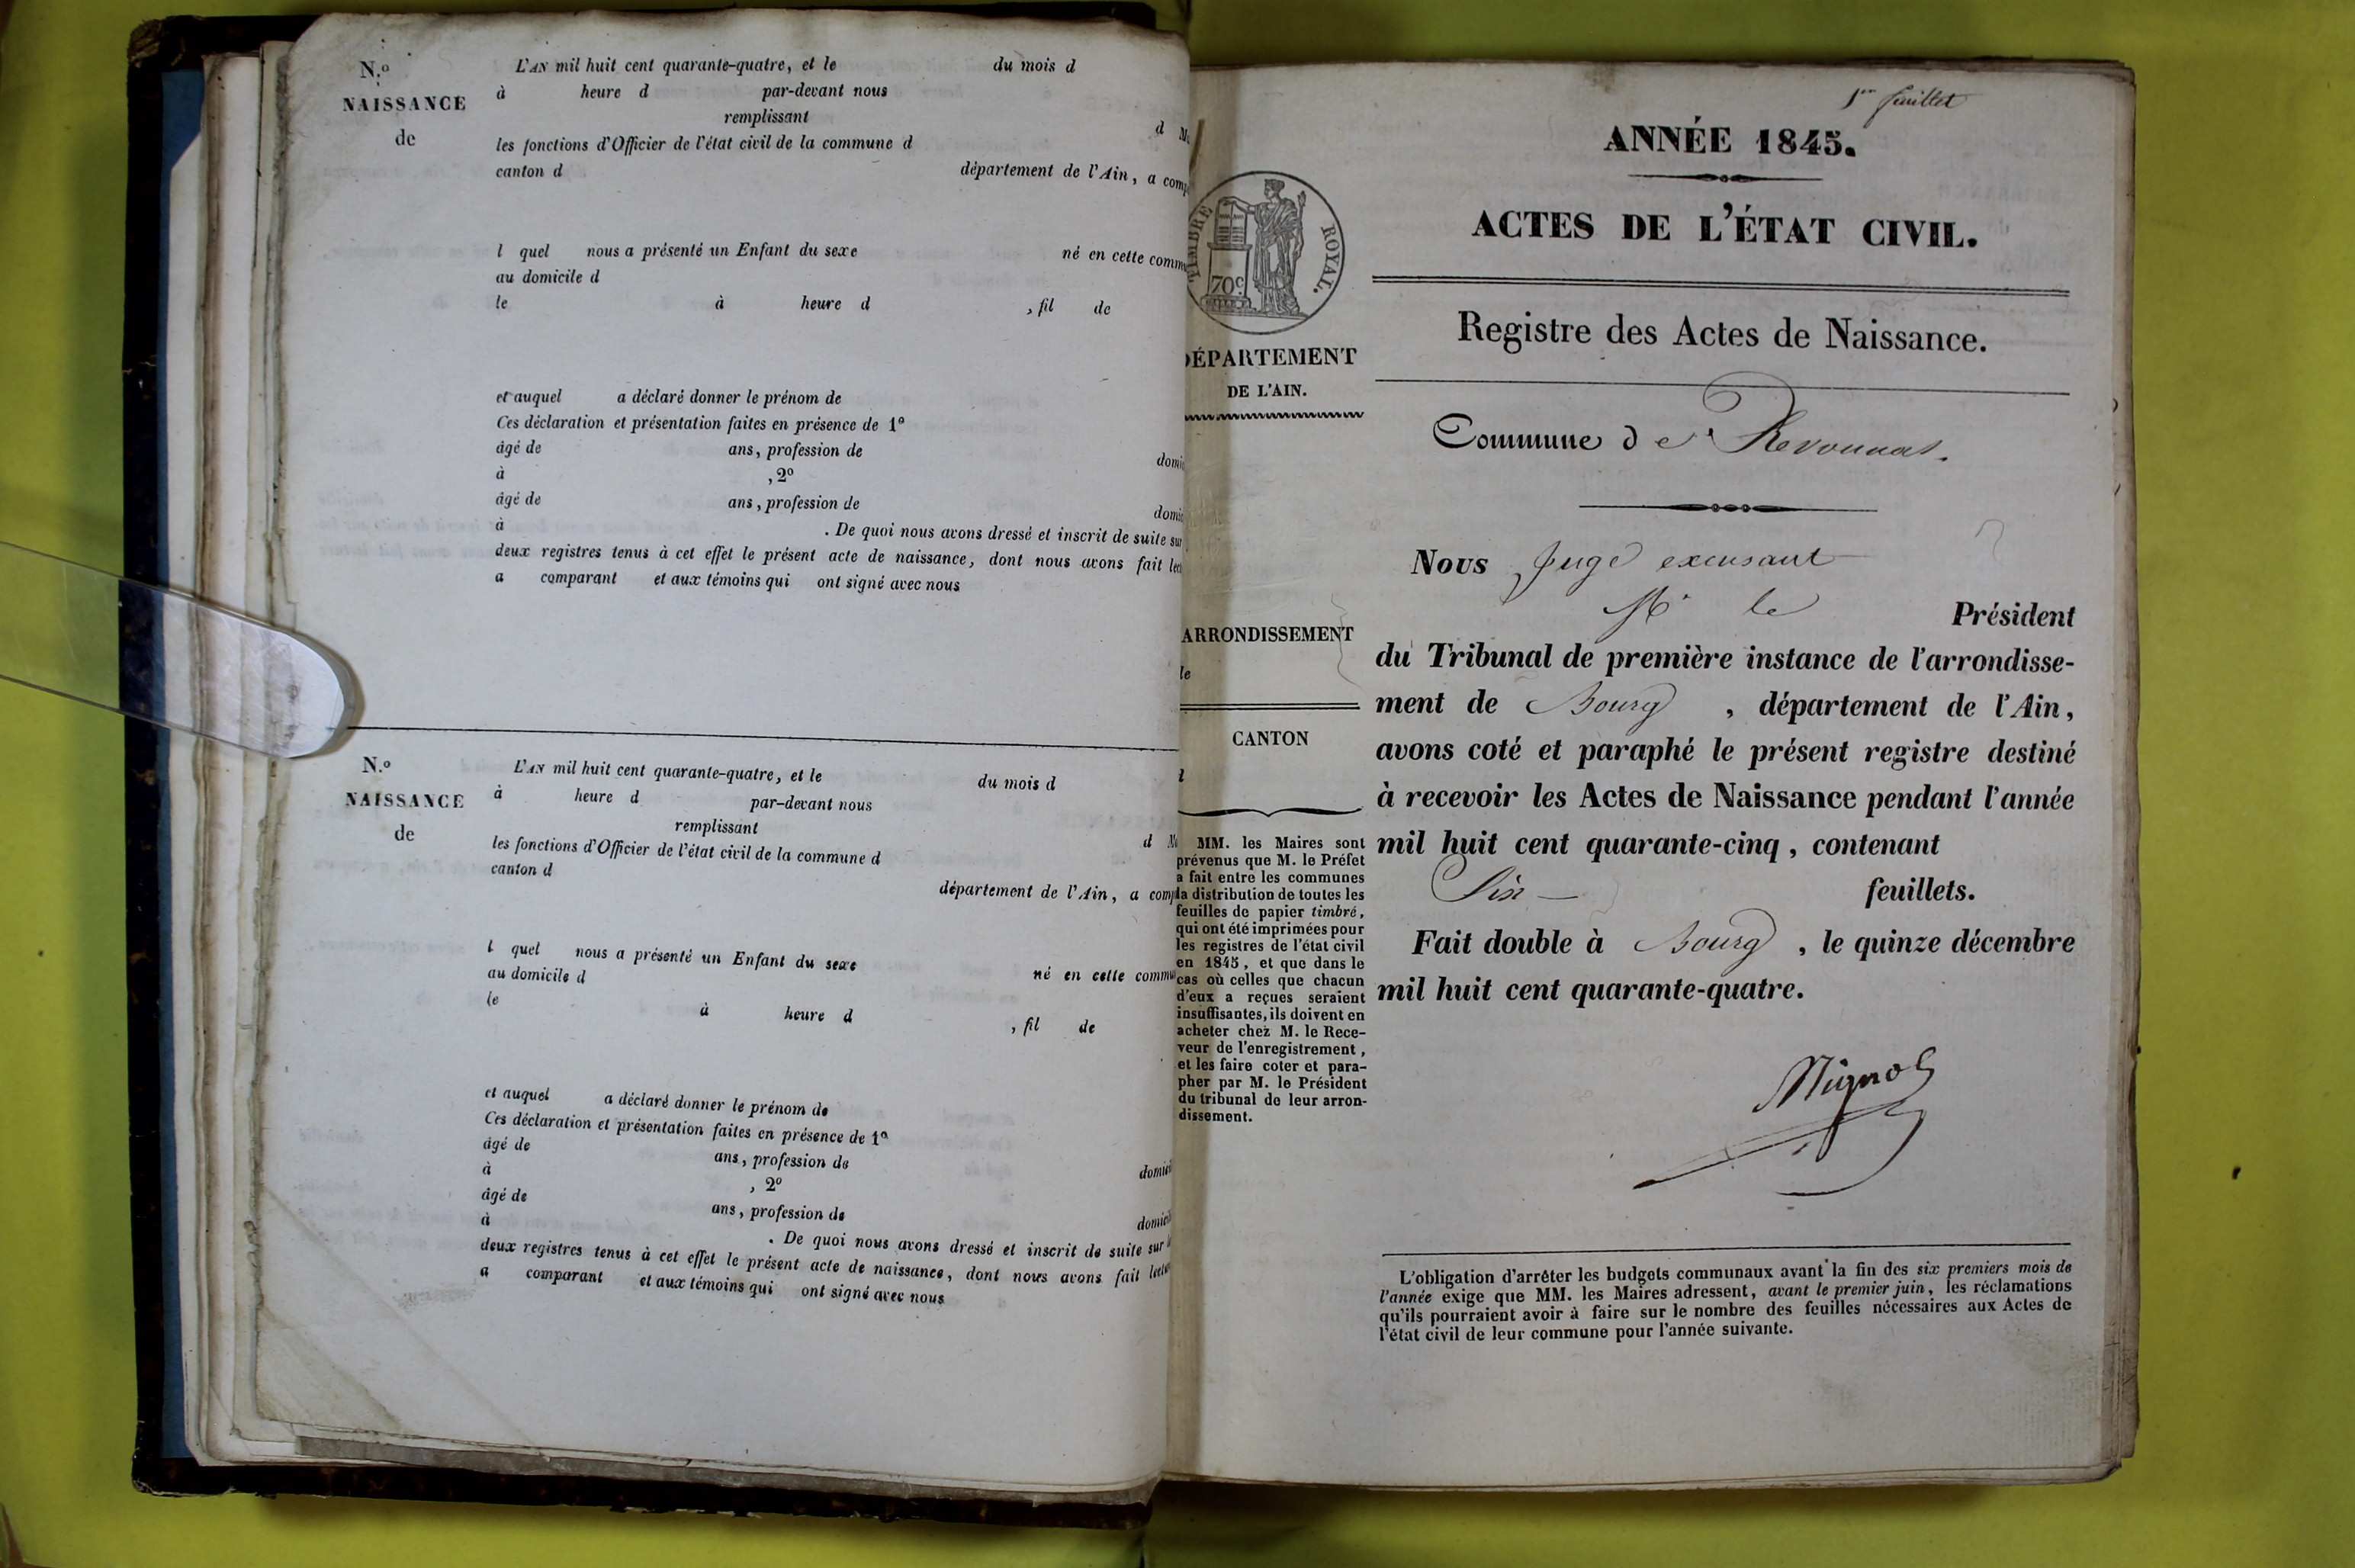 N.o
NAISSANCE
de
L'AN mil huit cent quarante-quatre, et le du mois d
à heure d par-devant nous
remplissant
les fonctions d'Officier de l'état civil de la commune d
canton d département de l'Ain, a comp
l quel nous a présenté un Enfant du sexe né en cette comm
au domicile d
le à heure d , fil de
et auquel a déclaré donner le prénom de
Ces déclaration et présentation faites en présence de 1o
âgé de ans, profession de domi
à , 2o
âgé de ans, profession de domi
à . De quoi nous avons dressé et inscrit de suite su
deux registres tenus à cet effet le présent acte de naissance, dont nous avons fait lec
a comparant et aux témoins qui ont signé avec nous
N.o
NAISSANCE
de
L'AN mil huit cent quarante-quatre, et le du mois d
à heure d par-devant nous
remplissant
les fonctions d'Officier de l'état civil de la commune d
canton d département de l'Ain, a comp
l quel nous a présenté un Enfant du sexe né en cette commu
au domicile d
le à heure d , fil de
et auquel a déclaré donner le prénom de
Ces déclaration et présentation faites en présence de 1o
âgé de ans, profession de domici
à , 2o
âgé de ans, profession de domici
à . De quoi nous avons dressé et inscrit de suite sur
deux registres tenus à cet effet le présent acte de naissance, dont nous avons fait lectu
a comparant et aux témoins qui ont signé avec nous
TIMBRE ROYAL.
70c
DÉPARTEMENT
DE L'AIN.
ARRONDISSEMENT
de
CANTON
d
MM. les Maires sont
prévenus que M. le Préfet
a fait entre les communes
la distribution de toutes les
feuilles de papier timbré,
qui ont été imprimées pour
les registres de l'état civil
en 1845, et que dans le
cas où celles que chacun
d'eux a reçues seraient
insuffisantes, ils doivent en
acheter chez M. le Rece-
veur de l'enregistrement,
et les faire coter et para-
pher par M. le Président
du tribunal de leur arron-
dissement.
1er feuillet
ANNÉE 1845.
ACTES DE L'ÉTAT CIVIL.
Registre des Actes de Naissance.
Commune de Revonnas.
Nous Juge excusant
Mr le Président
du Tribunal de première instance de l'arrondisse-
ment de Bourg , département de l'Ain,
avons coté et paraphé le présent registre destiné
à recevoir les Actes de Naissance pendant l'année
mil huit cent quarante-cinq, contenant
Six feuillets.
Fait double à Bourg , le quinze décembre
mil huit cent quarante-quatre.
L'obligation d'arrêter les budgets communaux avant la fin des six premiers mois de
l'année exige que MM. les Maires adressent, avant le premier juin, les réclamations
qu'ils pourraient avoir à faire sur le nombre des feuilles nécessaires aux Actes de
l'état civil de leur commune pour l'année suivante.